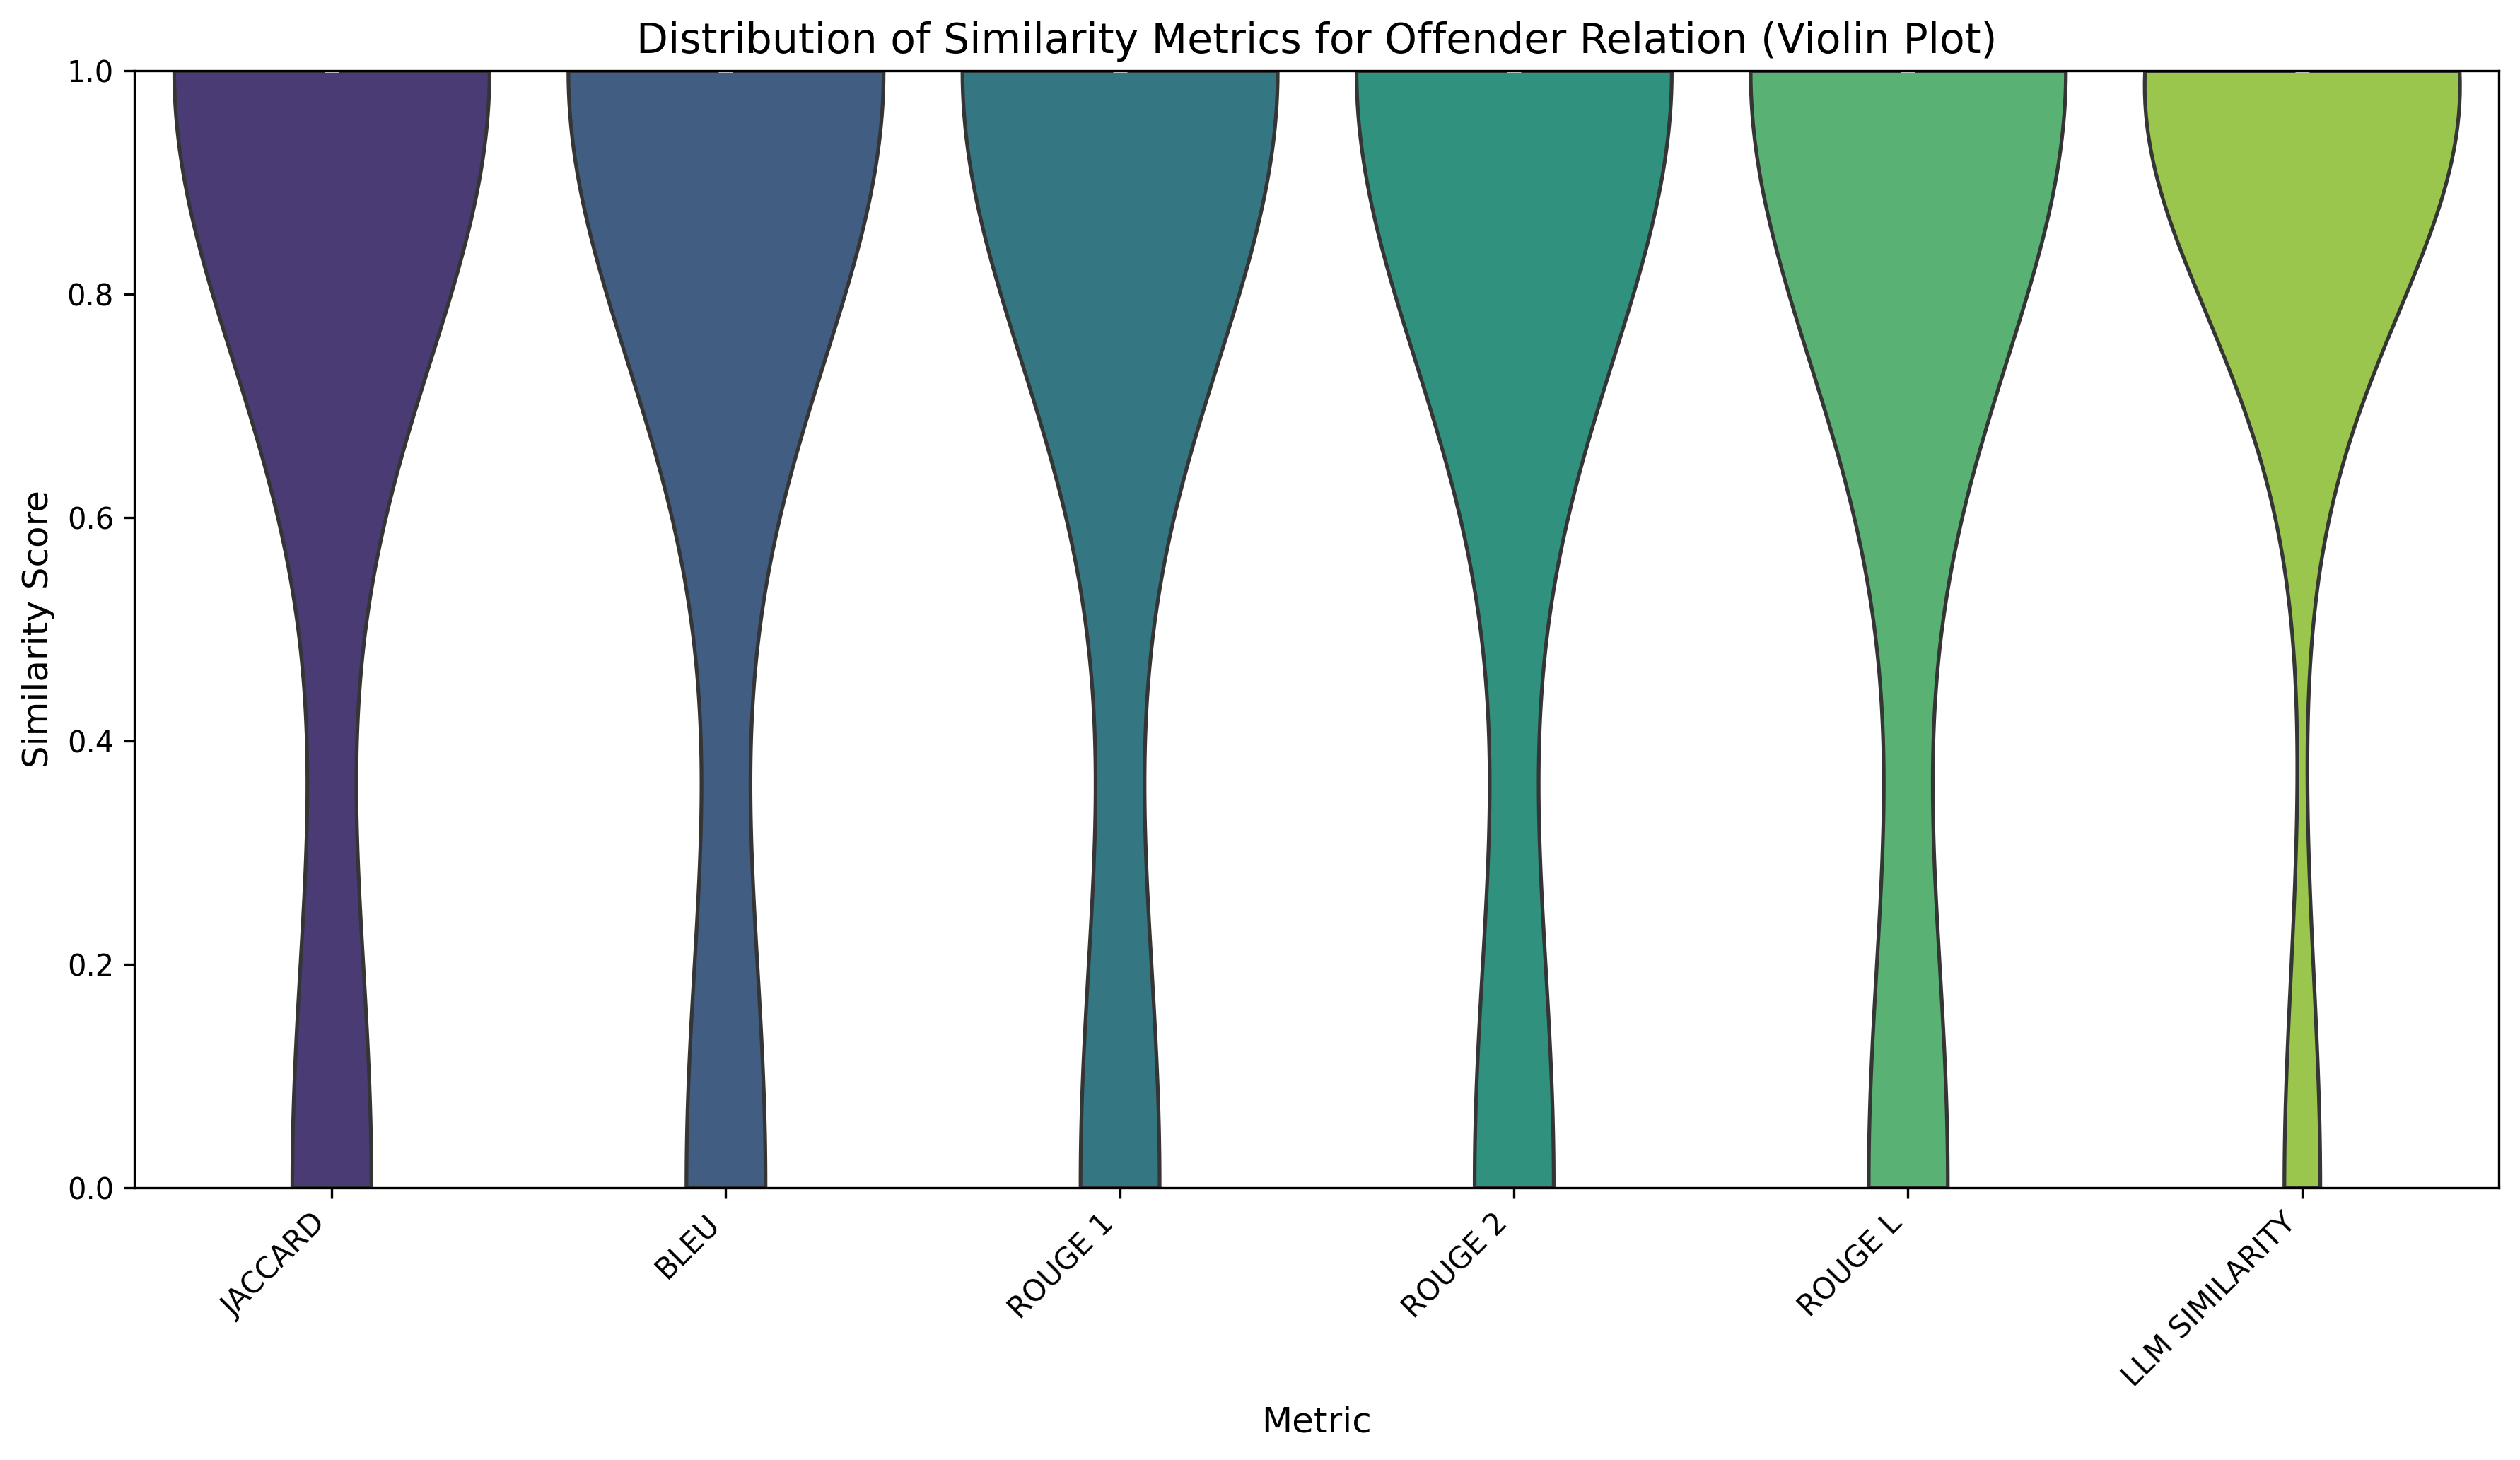 Distribution of Similarity Metrics for Offender Relation (Violin Plot)
1.0
0.8
0.6
0.4
0.2
0.0
Similarity Score
JACCARD
BLEU
ROUGE 1
ROUGE 2
ROUGE L
LLM SIMILARITY
Metric